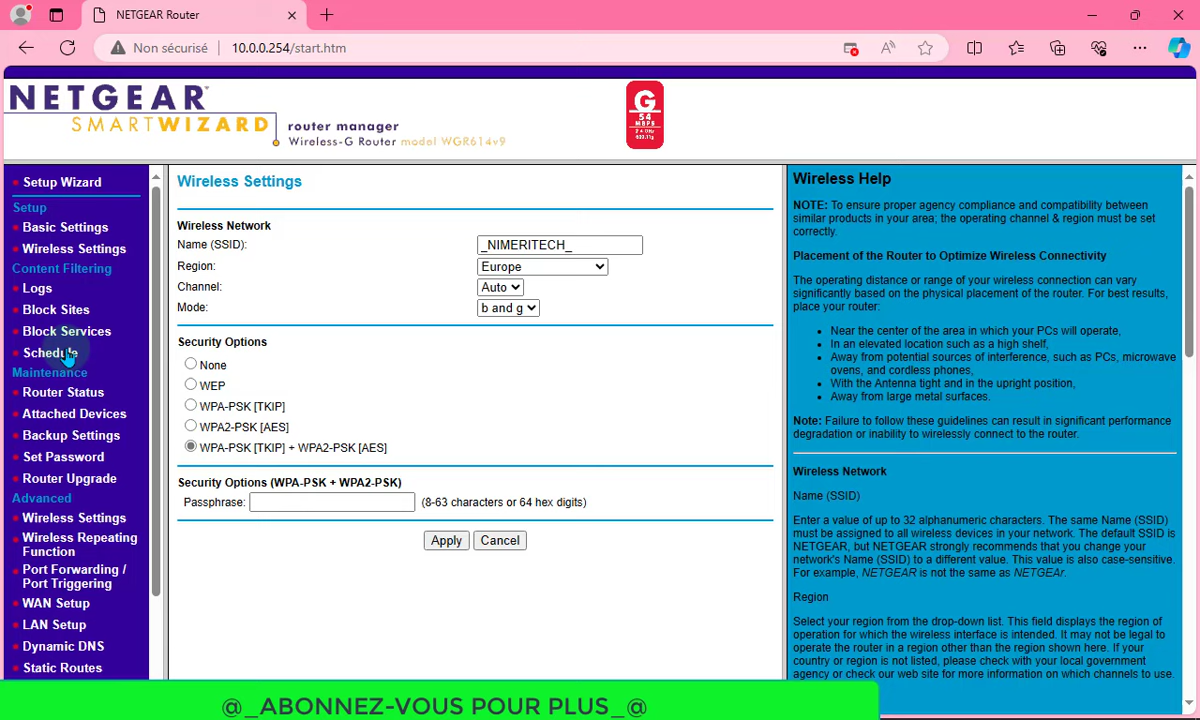 NETGEAR Router
Non sécurisé 10.0.0.254/start.htm
NETGEAR
SMARTWIZARD
router manager
Wireless-G Router model WGR614v9
G
54
MBPS
2.4 GHz
802.11g
Setup Wizard
Setup
Basic Settings
Wireless Settings
Content Filtering
Logs
Block Sites
Block Services
Schedule
Maintenance
Router Status
Attached Devices
Backup Settings
Set Password
Router Upgrade
Advanced
Wireless Settings
Wireless Repeating
Function
Port Forwarding /
Port Triggering
WAN Setup
LAN Setup
Dynamic DNS
Static Routes
Wireless Settings
Wireless Network
Name (SSID): _NIMERITECH_
Region: Europe
Channel: Auto
Mode: b and g
Security Options
None
WEP
WPA-PSK [TKIP]
WPA2-PSK [AES]
WPA-PSK [TKIP] + WPA2-PSK [AES]
Security Options (WPA-PSK + WPA2-PSK)
Passphrase: (8-63 characters or 64 hex digits)
Apply Cancel
Wireless Help
NOTE: To ensure proper agency compliance and compatibility between
similar products in your area; the operating channel & region must be set
correctly.
Placement of the Router to Optimize Wireless Connectivity
The operating distance or range of your wireless connection can vary
significantly based on the physical placement of the router. For best results,
place your router:
Near the center of the area in which your PCs will operate,
In an elevated location such as a high shelf,
Away from potential sources of interference, such as PCs, microwave
ovens, and cordless phones,
With the Antenna tight and in the upright position,
Away from large metal surfaces.
Note: Failure to follow these guidelines can result in significant performance
degradation or inability to wirelessly connect to the router.
Wireless Network
Name (SSID)
Enter a value of up to 32 alphanumeric characters. The same Name (SSID)
must be assigned to all wireless devices in your network. The default SSID is
NETGEAR, but NETGEAR strongly recommends that you change your
network's Name (SSID) to a different value. This value is also case-sensitive.
For example, NETGEAR is not the same as NETGEAr.
Region
Select your region from the drop-down list. This field displays the region of
operation for which the wireless interface is intended. It may not be legal to
operate the router in a region other than the region shown here. If your
country or region is not listed, please check with your local government
agency or check our web site for more information on which channels to use.
@_ABONNEZ-VOUS POUR PLUS_@